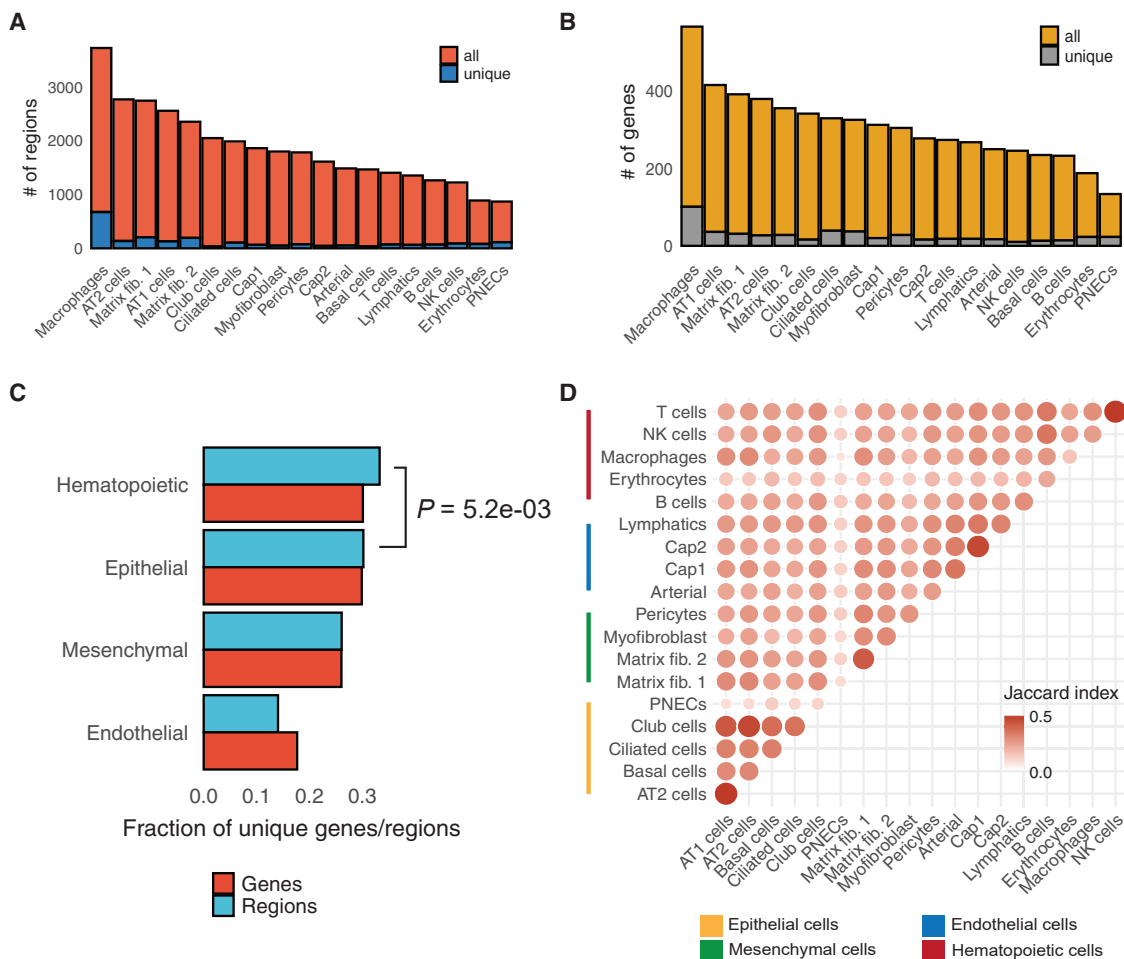 A
# of regions
3000
2000
1000
0
all
unique
Macrophages
AT2 cells
Matrix fib. 1
AT1 cells
Matrix fib. 2
Club cells
Ciliated cells
Cap1
Myofibroblast
Pericytes
Cap2
Arterial
Basal cells
T cells
Lymphatics
B cells
NK cells
Erythrocytes
PNECs
B
# of genes
400
200
0
all
unique
Macrophages
AT1 cells
Matrix fib. 1
AT2 cells
Matrix fib. 2
Club cells
Ciliated cells
Myofibroblast
Cap1
Pericytes
Cap2
T cells
Lymphatics
Arterial
NK cells
Basal cells
B cells
Erythrocytes
PNECs
C
Hematopoietic
Epithelial
Mesenchymal
Endothelial
P = 5.2e-03
0.0 0.1 0.2 0.3
Fraction of unique genes/regions
Genes
Regions
D
T cells
NK cells
Macrophages
Erythrocytes
B cells
Lymphatics
Cap2
Cap1
Arterial
Pericytes
Myofibroblast
Matrix fib. 2
Matrix fib. 1
PNECs
Club cells
Ciliated cells
Basal cells
AT2 cells
Jaccard index
0.5
0.0
AT1 cells
AT2 cells
Basal cells
Ciliated cells
Club cells
PNECs
Matrix fib. 1
Matrix fib. 2
Myofibroblast
Pericytes
Arterial
Cap1
Cap2
Lymphatics
B cells
Erythrocytes
Macrophages
NK cells
Epithelial cells
Mesenchymal cells
Endothelial cells
Hematopoietic cells